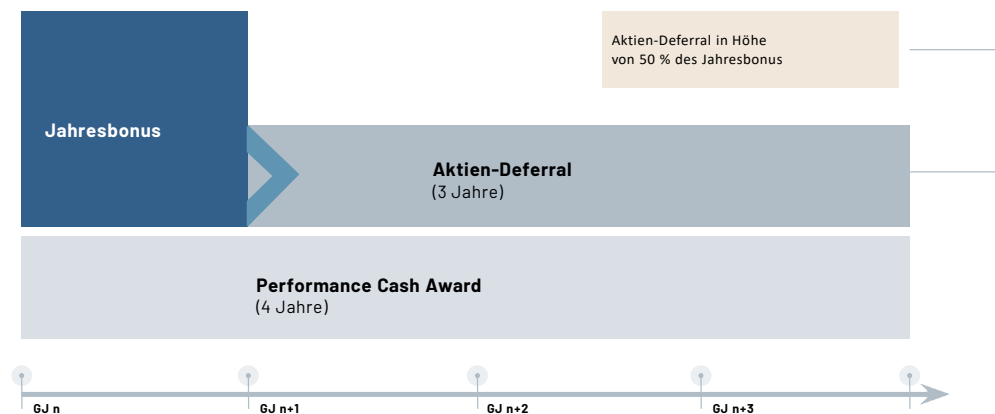 Aktien-Deferral in Höhe
von 50 % des Jahresbonus
Jahresbonus
Aktien-Deferral
(3 Jahre)
Performance Cash Award
(4 Jahre)
GJ n
GJ n+1
GJ n+2
GJ n+3